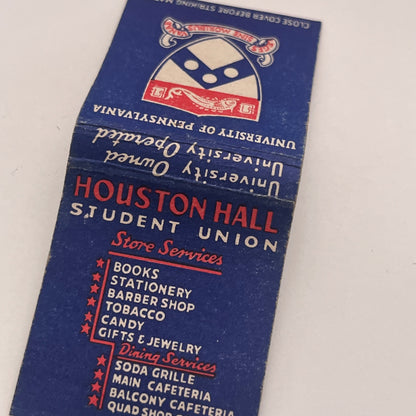 CLOSE COVER BEFORE STRIKING
UNIVERSITY OF PENNSYLVANIA
University Owned
University Operated
HOUSTON HALL
STUDENT UNION
Store Services
BOOKS
STATIONERY
BARBER SHOP
TOBACCO
CANDY
GIFTS & JEWELRY
Dining Services
SODA GRILLE
MAIN CAFETERIA
BALCONY CAFETERIA
QUAD SHOP